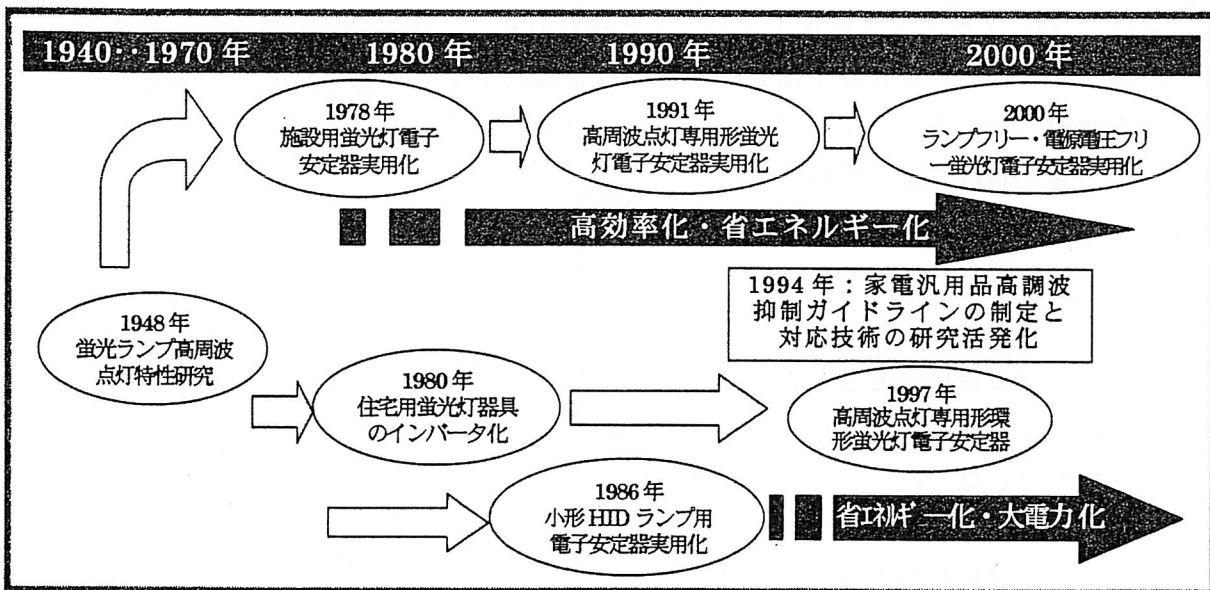 1940‥1970年 1980年 1990年 2000年
1978年
施設用蛍光灯電子
安定器実用化
1991年
高周波点灯専用形蛍光
灯電子安定器実用化
2000年
ランプフリー・電源電圧フリ
ー蛍光灯電子安定器実用化
高効率化・省エネルギー化
1994年：家電汎用品高調波
抑制ガイドラインの制定と
対応技術の研究活発化
1948年
蛍光ランプ高周波
点灯特性研究
1980年
住宅用蛍光灯器具
のインバータ化
1997年
高周波点灯専用形環
形蛍光灯電子安定器
1986年
小形HIDランプ用
電子安定器実用化
省エネルギー化・大電力化